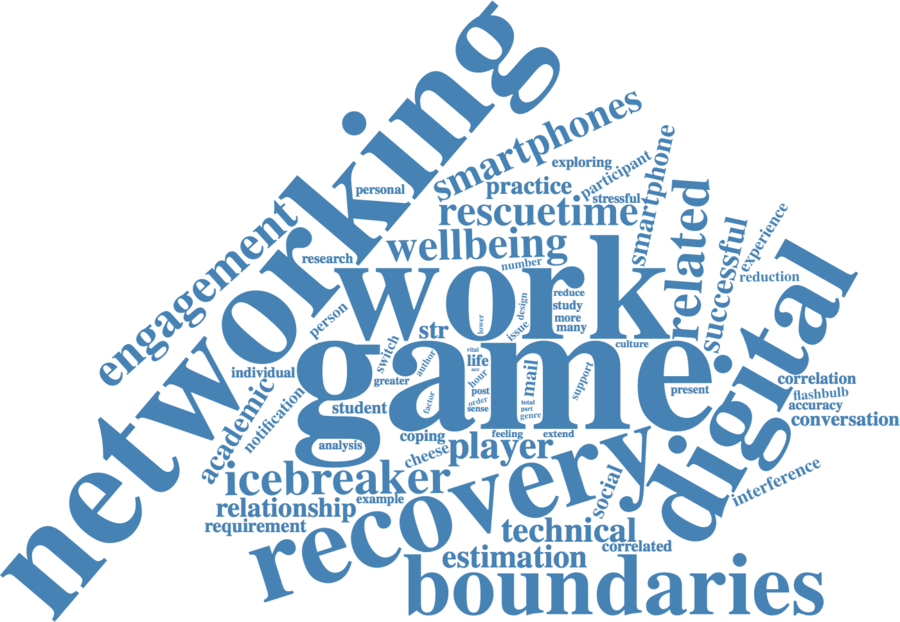 networking
smartphones
exploring
participant
smartphone
personal
practice
stressful
engagement
rescuetime
related
successful
experience
wellbeing
research
number
reduction
work
reduce
study
more
many
design
issue
lower
person
str
switch
culture
digital
game
vital
life
acc
hour
post
order
sense
mail
total
part
genre
support
author
greater
factor
individual
student
notification
academic
present
correlation
flashbulb
accuracy
conversation
analysis
coping
feeling
extend
cheese
player
icebreaker
recovery
social
interference
relationship
example
requirement
technical
correlated
estimation
boundaries